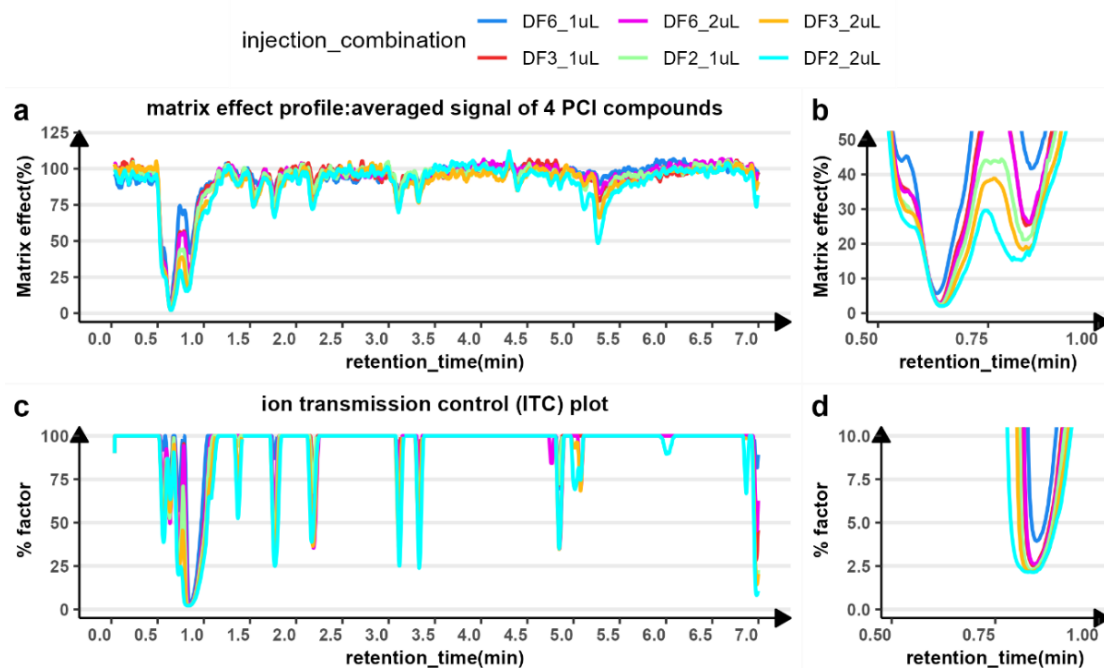 injection_combination
DF6_1uL DF6_2uL DF3_2uL
DF3_1uL DF2_1uL DF2_2uL
a matrix effect profile:averaged signal of 4 PCI compounds
125
100
75
50
25
0
Matrix effect(%)
0.0 0.5 1.0 1.5 2.0 2.5 3.0 3.5 4.0 4.5 5.0 5.5 6.0 6.5 7.0
retention_time(min)
b
50
40
30
20
10
0
Matrix effect(%)
0.50 0.75 1.00
retention_time(min)
c ion transmission control (ITC) plot
100
75
50
25
0
% factor
0.0 0.5 1.0 1.5 2.0 2.5 3.0 3.5 4.0 4.5 5.0 5.5 6.0 6.5 7.0
retention_time(min)
d
10.0
7.5
5.0
2.5
0.0
% factor
0.50 0.75 1.00
retention_time(min)